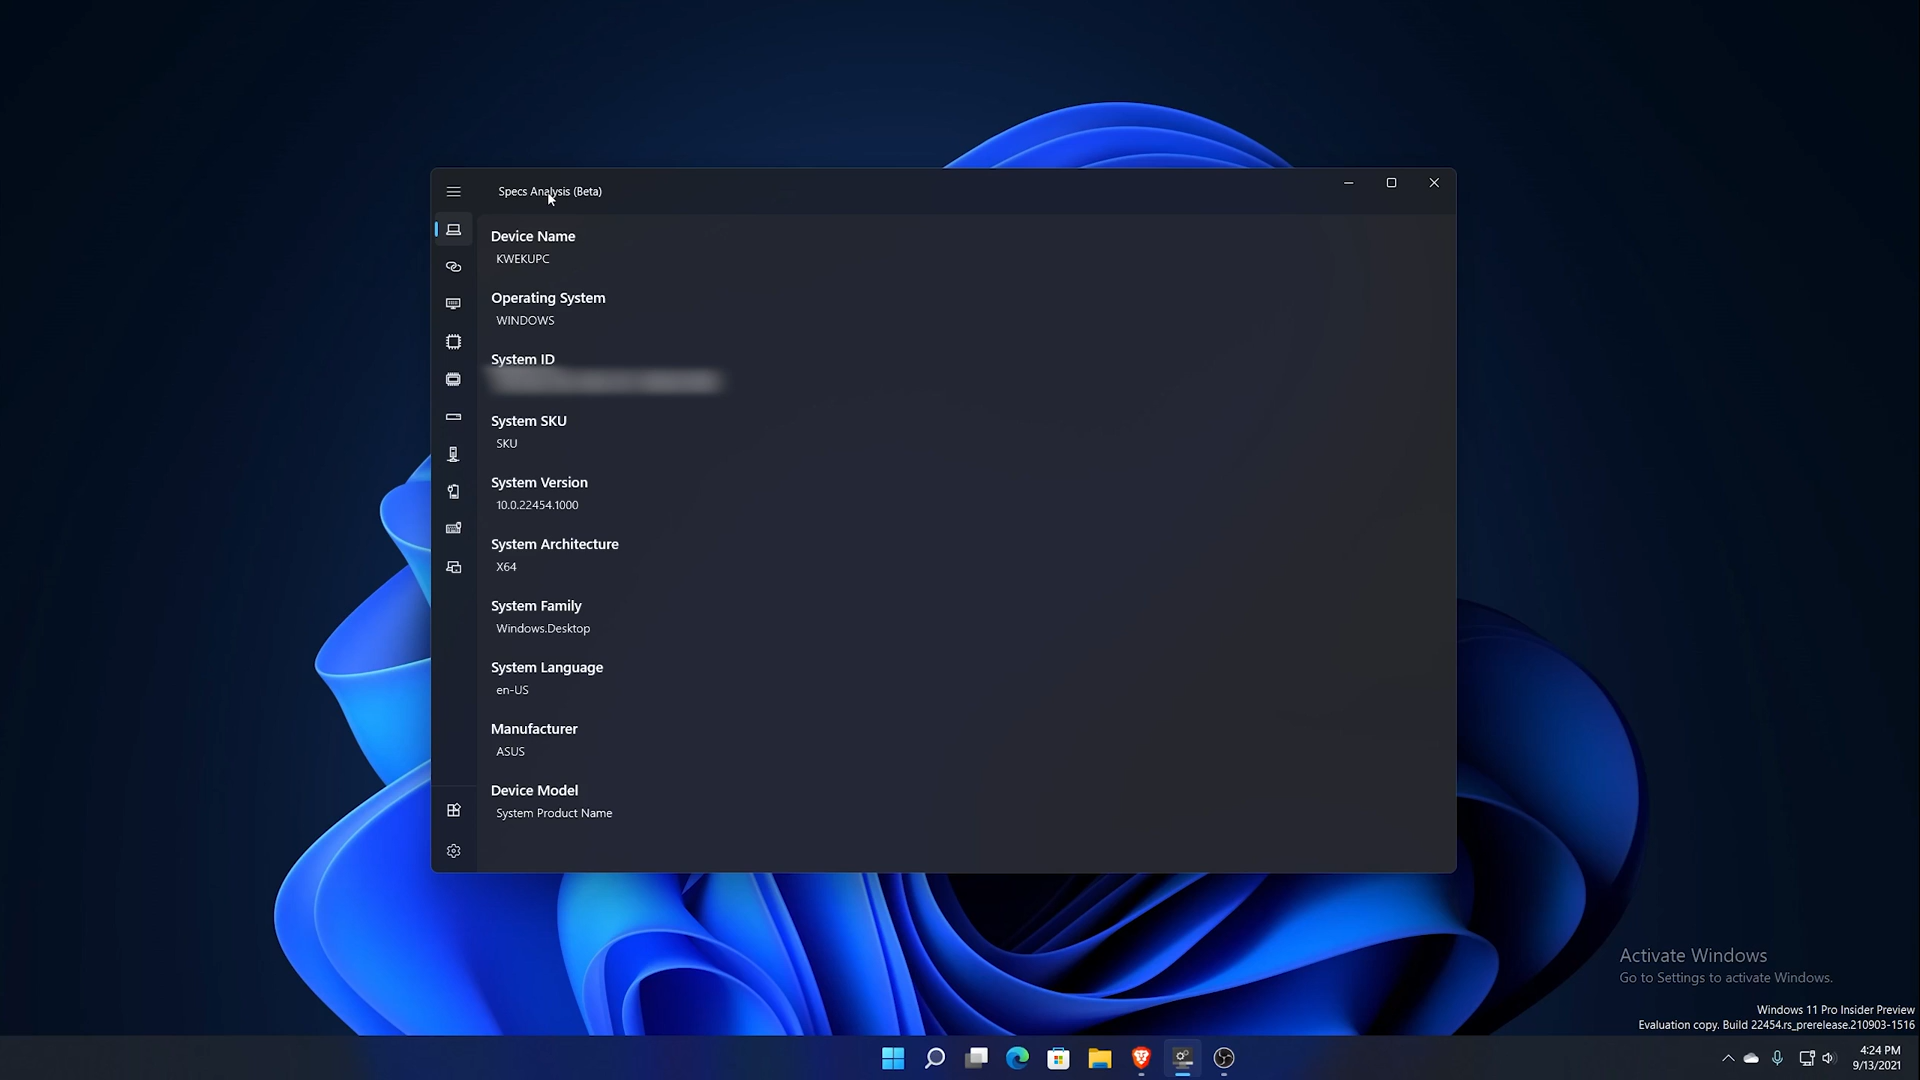 Specs Analysis (Beta)
Device Name
KWEKUPC
Operating System
WINDOWS
System ID
System SKU
SKU
System Version
10.0.22454.1000
System Architecture
X64
System Family
Windows.Desktop
System Language
en-US
Manufacturer
ASUS
Device Model
System Product Name
Activate Windows
Go to Settings to activate Windows.
Windows 11 Pro Insider Preview
Evaluation copy. Build 22454.rs_prerelease.210903-1516
4:24 PM
9/13/2021